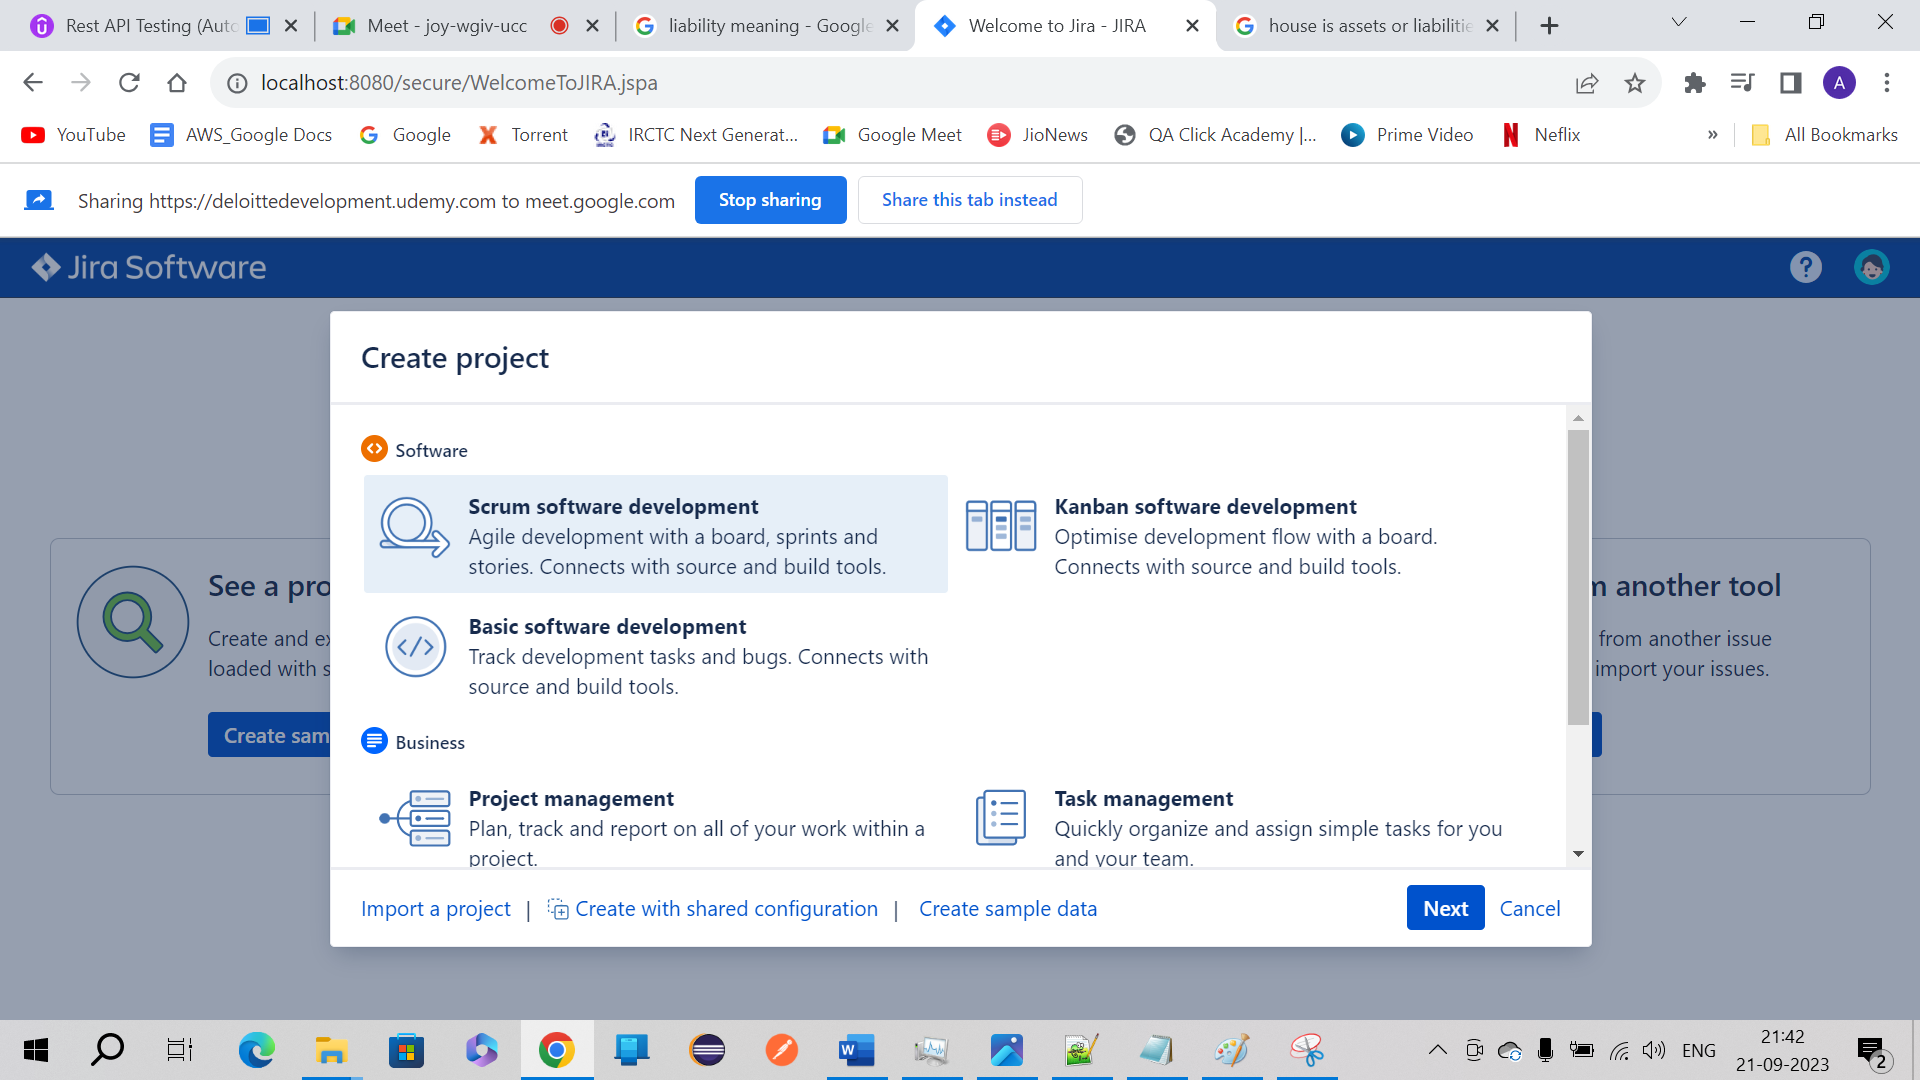 Rest API Testing (Auto
Meet - joy-wgiv-ucc
liability meaning - Google
Welcome to Jira - JIRA
house is assets or liabilitie
localhost:8080/secure/WelcomeToJIRA.jspa
A
YouTube
AWS_Google Docs
Google
Torrent
IRCTC Next Generat...
Google Meet
JioNews
QA Click Academy |...
Prime Video
Neflix
»
All Bookmarks
Sharing https://deloittedevelopment.udemy.com to meet.google.com
Stop sharing
Share this tab instead
Jira Software
?
Create project
Software
Scrum software development
Agile development with a board, sprints and
stories. Connects with source and build tools.
Kanban software development
Optimise development flow with a board.
Connects with source and build tools.
Basic software development
Track development tasks and bugs. Connects with
source and build tools.
Business
Project management
Plan, track and report on all of your work within a
project.
Task management
Quickly organize and assign simple tasks for you
and your team.
Import a project | Create with shared configuration | Create sample data
Next
Cancel
See a pro
Create and ex
loaded with s
Create sam
m another tool
from another issue
import your issues.
ENG
21:42
21-09-2023
2